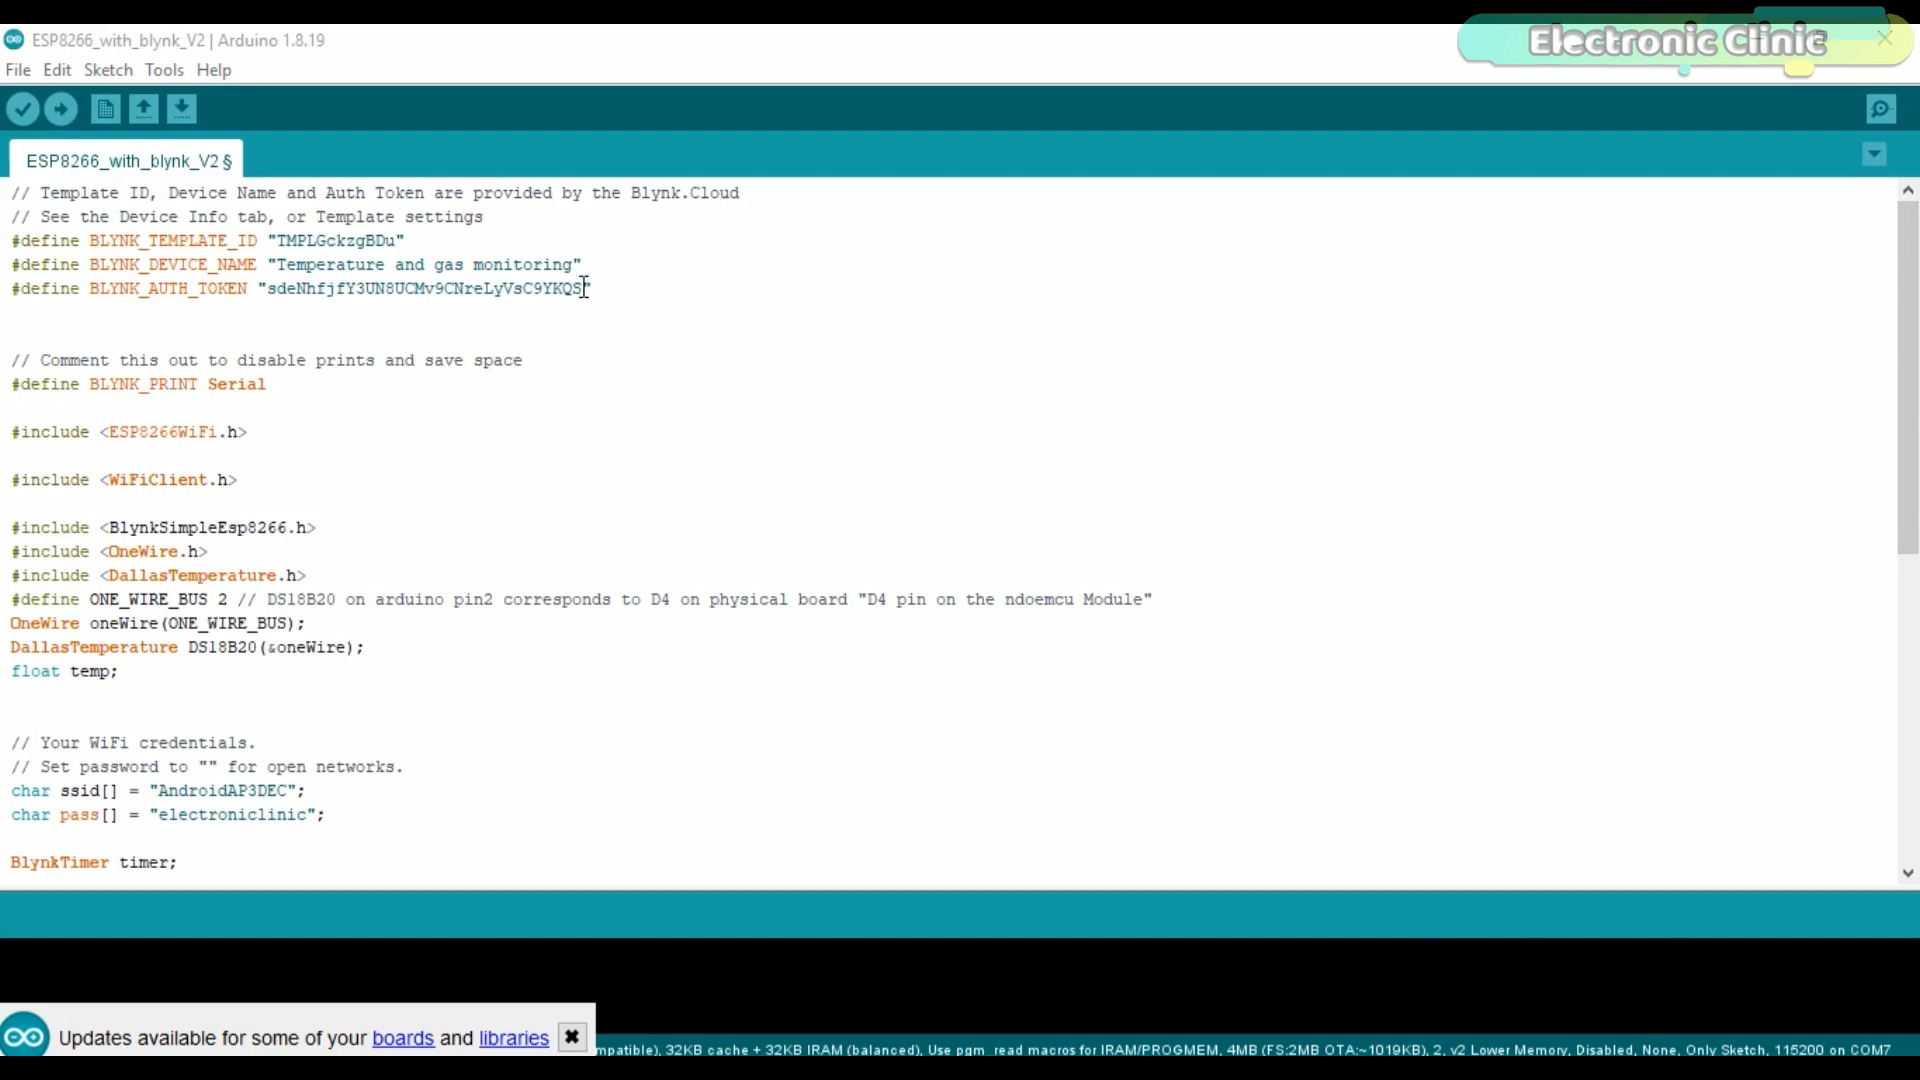 Electronic Clinic
ESP8266_with_blynk_V2 | Arduino 1.8.19
File Edit Sketch Tools Help
ESP8266_with_blynk_V2 §
// Template ID, Device Name and Auth Token are provided by the Blynk.Cloud
// See the Device Info tab, or Template settings
#define BLYNK_TEMPLATE_ID "TMPLGckzgBDu"
#define BLYNK_DEVICE_NAME "Temperature and gas monitoring"
#define BLYNK_AUTH_TOKEN "sdeNhfjfY3UN8UCMv9CNreLyVsC9YKQS"
// Comment this out to disable prints and save space
#define BLYNK_PRINT Serial
#include <ESP8266WiFi.h>
#include <WiFiClient.h>
#include <BlynkSimpleEsp8266.h>
#include <OneWire.h>
#include <DallasTemperature.h>
#define ONE_WIRE_BUS 2 // DS18B20 on arduino pin2 corresponds to D4 on physical board "D4 pin on the ndoemcu Module"
OneWire oneWire(ONE_WIRE_BUS);
DallasTemperature DS18B20(&oneWire);
float temp;
// Your WiFi credentials.
// Set password to "" for open networks.
char ssid[] = "AndroidAP3DEC";
char pass[] = "electroniclinic";
BlynkTimer timer;
Updates available for some of your boards and libraries
mpatible), 32KB cache + 32KB IRAM (balanced), Use pgm_read macros for IRAM/PROGMEM, 4MB (FS:2MB OTA:~1019KB), 2, v2 Lower Memory, Disabled, None, Only Sketch, 115200 on COM7